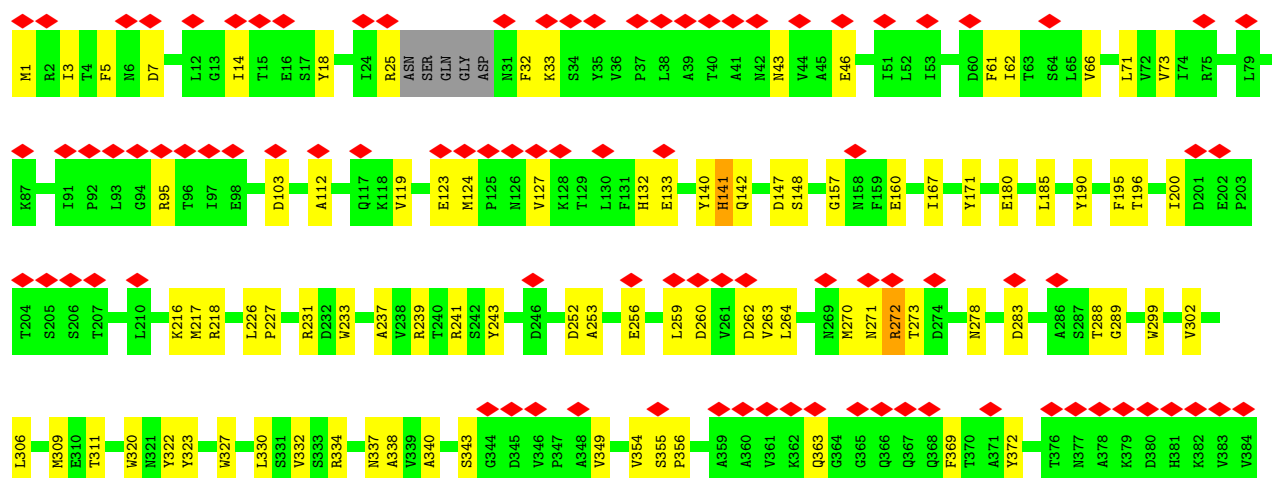 M1 R2 I3 T4 F5 N6 D7 L12 G13 I14 T15 E16 S17 Y18 I24 R25 ASN SER GLN GLY ASP N31 F32 K33 S34 Y35 V36 P37 L38 A39 T40 A41 N42 N43 V44 A45 E46 I51 L52 I53 D60 F61 I62 T63 S64 L65 V66 L71 V72 V73 I74 R75 L79
K87 I91 P92 L93 G94 R95 T96 I97 E98 D103 A112 Q117 K118 V119 E123 M124 P125 N126 V127 K128 T129 L130 F131 H132 E133 Y140 H141 Q142 D147 S148 G157 N158 F159 E160 I167 Y171 E180 L185 Y190 F195 T196 I200 D201 E202 P203
T204 S205 S206 T207 L210 K216 M217 R218 L226 P227 R231 D232 W233 A237 V238 R239 T240 R241 S242 Y243 D246 D252 A253 E256 L259 D260 V261 D262 V263 L264 N269 M270 N271 R272 T273 D274 N278 D283 A286 S287 T288 G289 W299 V302
L306 M309 E310 T311 W320 N321 Y322 Y323 W327 L330 S331 V332 S333 R334 N337 A338 V339 A340 S343 G344 D345 V346 P347 A348 V349 V354 S355 P356 A359 A360 V361 K362 Q363 G364 G365 Q366 Q367 Q368 F369 T370 A371 Y372 T376 N377 A378 K379 D380 H381 K382 V383 V384